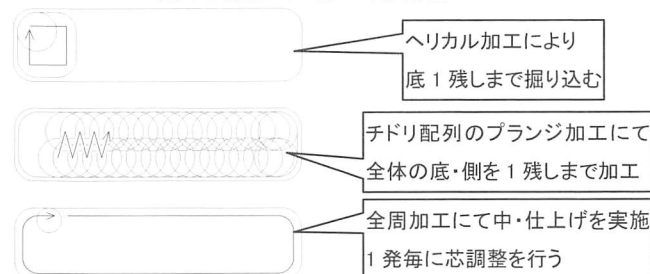 ヘリカル加工により
底1残しまで掘り込む
チドリ配列のプランジ加工にて
全体の底・側を1残しまで加工
全周加工にて中・仕上げを実施
1発毎に芯調整を行う